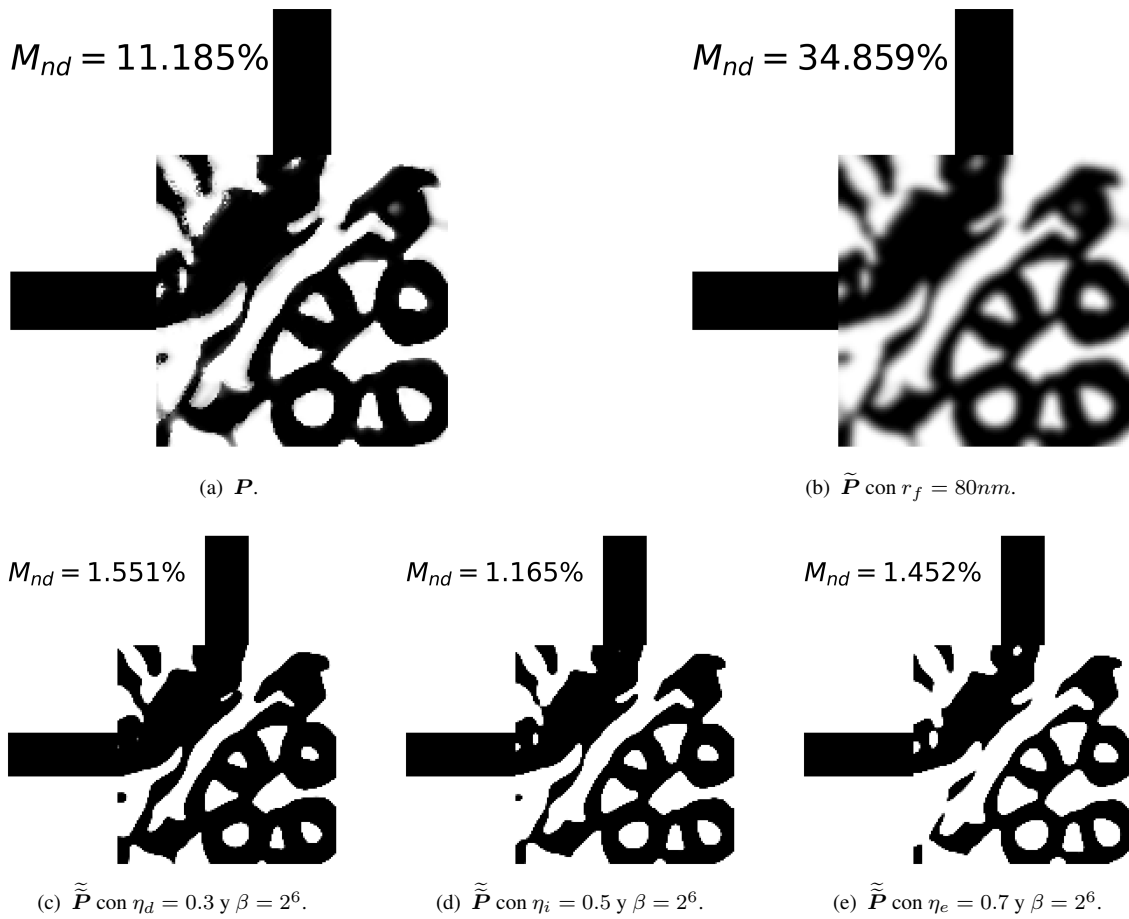 M_nd = 11.185%
M_nd = 34.859%
(a) P.
(b) P̃ con r_f = 80nm.
M_nd = 1.551%
M_nd = 1.165%
M_nd = 1.452%
(c) P̃̃ con η_d = 0.3 y β = 2⁶.
(d) P̃̃ con η_i = 0.5 y β = 2⁶.
(e) P̃̃ con η_e = 0.7 y β = 2⁶.